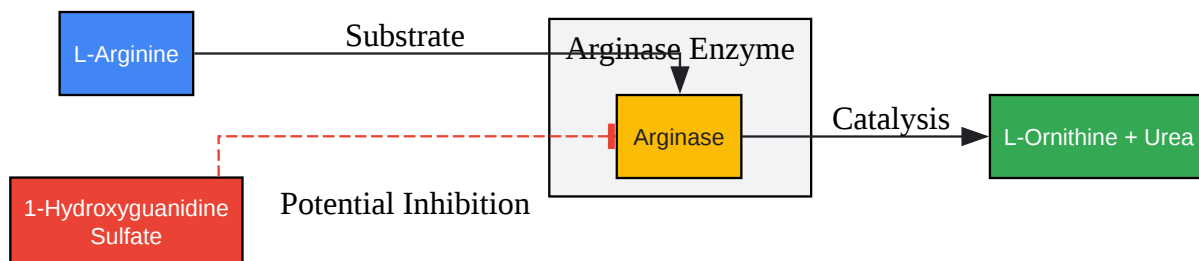 L-Arginine
Substrate
Arginase Enzyme
Arginase
Catalysis
L-Ornithine + Urea
1-Hydroxyguanidine
Sulfate
Potential Inhibition